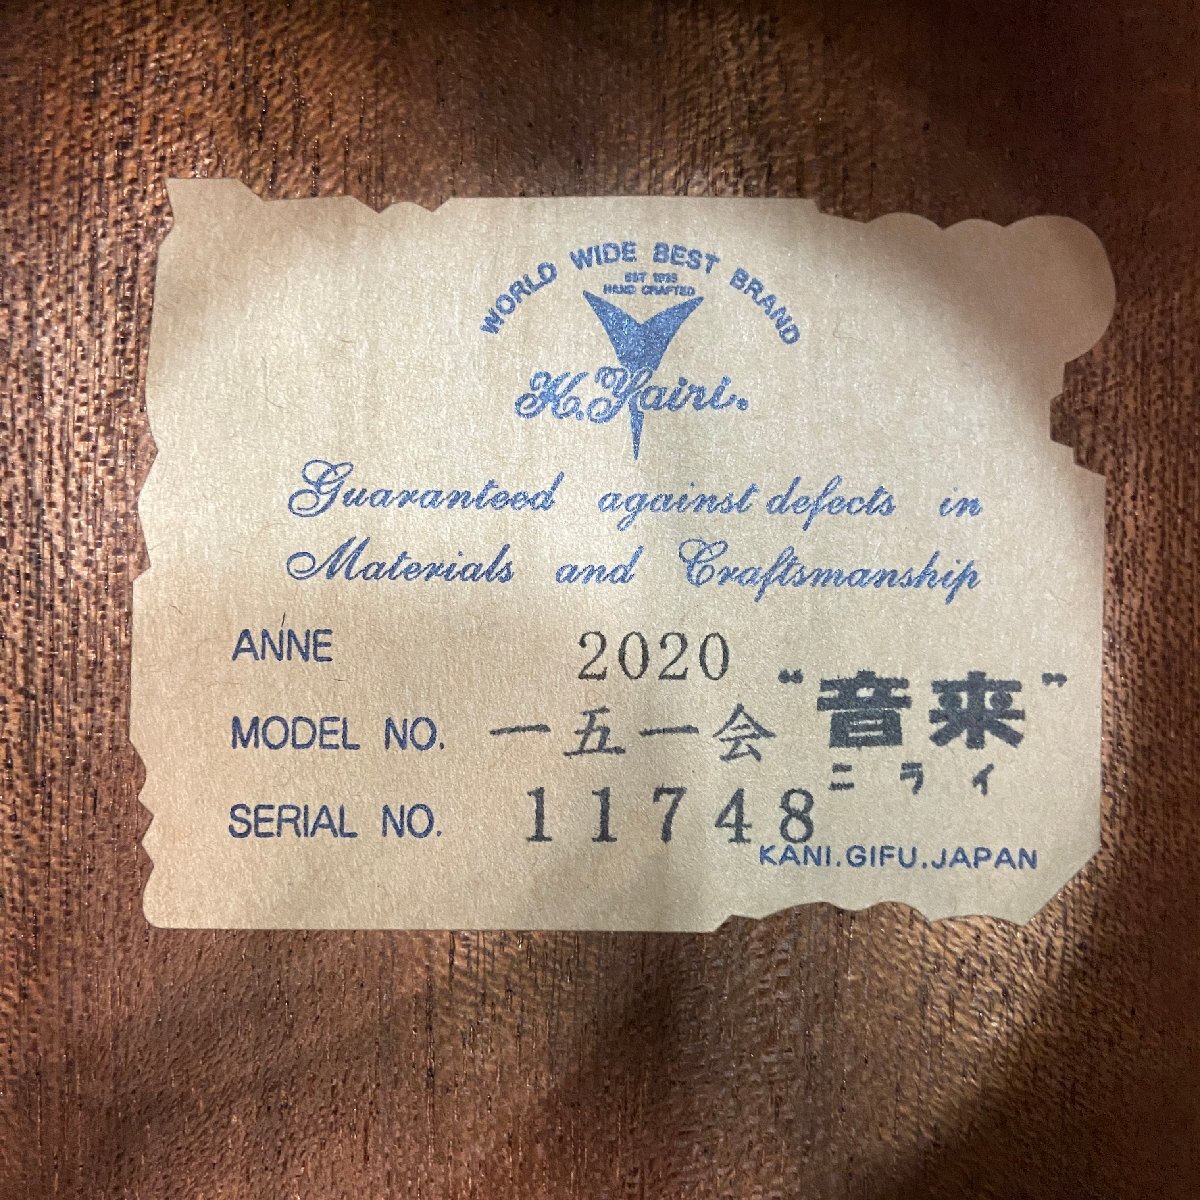 WORLD WIDE BEST BRAND
EST 1935
HAND CRAFTED
K.Yairi.
Guaranteed against defects in
Materials and Craftsmanship
ANNE 2020
MODEL NO. 一五一会 “音来”
ニライ
SERIAL NO. 11748
KANI.GIFU.JAPAN